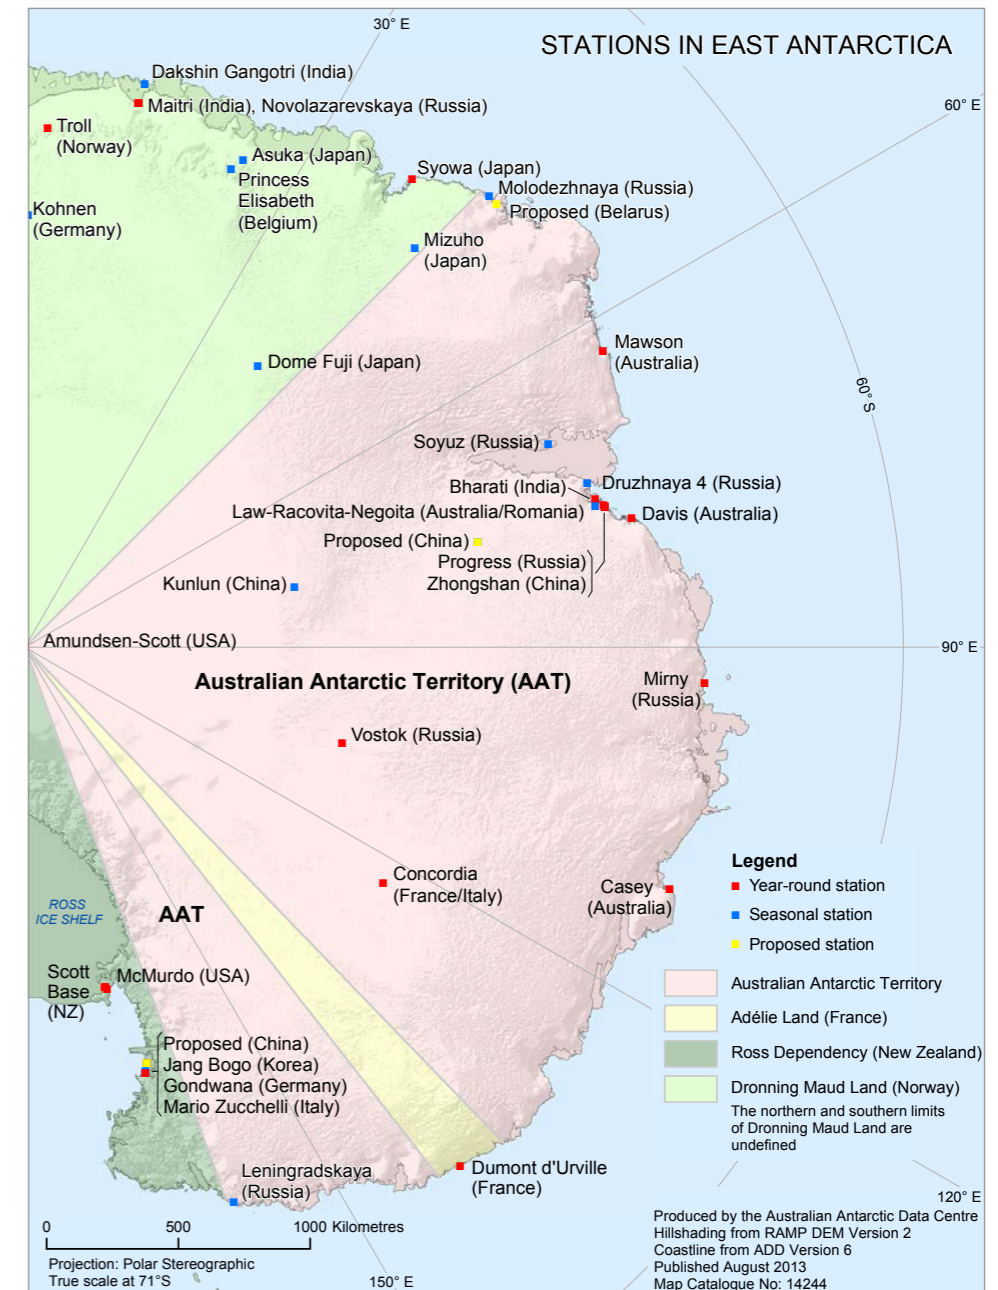 30° E
STATIONS IN EAST ANTARCTICA
60° E
Dakshin Gangotri (India)
Maitri (India), Novolazarevskaya (Russia)
Troll
(Norway)
Asuka (Japan)
Princess
Elisabeth
(Belgium)
Syowa (Japan)
Molodezhnaya (Russia)
Proposed (Belarus)
Kohnen
(Germany)
Mizuho
(Japan)
Mawson
(Australia)
Dome Fuji (Japan)
60° S
Soyuz (Russia)
Bharati (India)
Druzhnaya 4 (Russia)
Law-Racovita-Negoita (Australia/Romania)
Davis (Australia)
Proposed (China)
Progress (Russia)
Zhongshan (China)
Kunlun (China)
Amundsen-Scott (USA)
90° E
Australian Antarctic Territory (AAT)
Mirny
(Russia)
Vostok (Russia)
Concordia
(France/Italy)
Casey
(Australia)
ROSS
ICE SHELF
AAT
Scott
Base
(NZ)
McMurdo (USA)
Proposed (China)
Jang Bogo (Korea)
Gondwana (Germany)
Mario Zucchelli (Italy)
Leningradskaya
(Russia)
Dumont d'Urville
(France)
Legend
Year-round station
Seasonal station
Proposed station
Australian Antarctic Territory
Adélie Land (France)
Ross Dependency (New Zealand)
Dronning Maud Land (Norway)
The northern and southern limits
of Dronning Maud Land are
undefined
120° E
0 500 1000 Kilometres
Projection: Polar Stereographic
True scale at 71°S
150° E
Produced by the Australian Antarctic Data Centre
Hillshading from RAMP DEM Version 2
Coastline from ADD Version 6
Published August 2013
Map Catalogue No: 14244